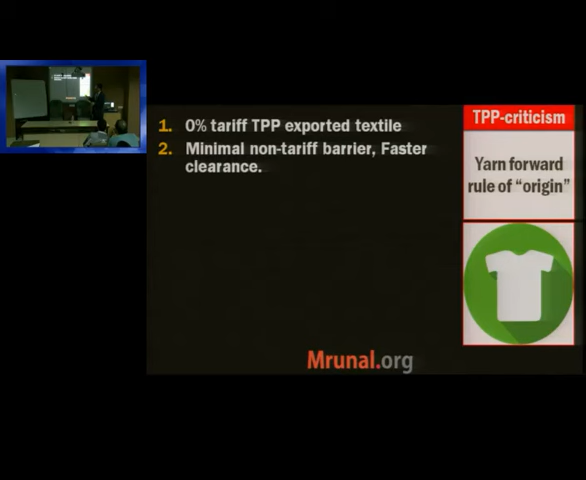 1. 0% tariff TPP exported textile
2. Minimal non-tariff barrier, Faster
clearance.
TPP-criticism
Yarn forward
rule of “origin”
Mrunal.org